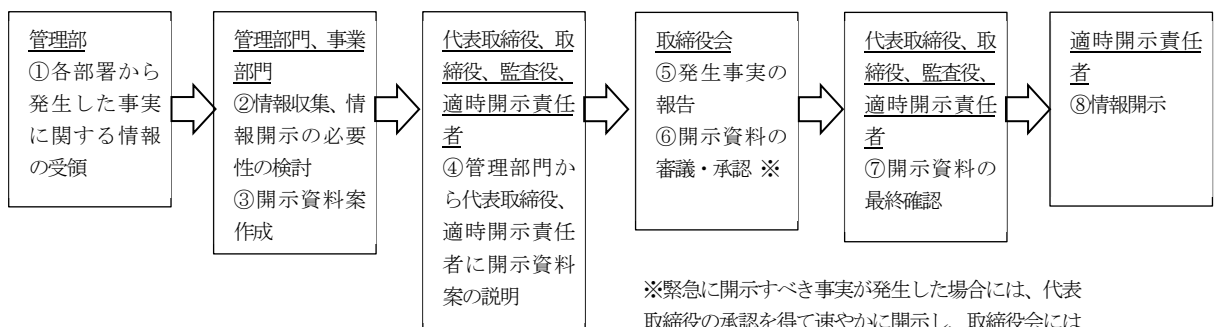 管理部
①各部署から
発生した事実
に関する情報
の受領
管理部門、事業
部門
②情報収集、情
報開示の必要
性の検討
③開示資料案
作成
代表取締役、取
締役、監査役、
適時開示責任
者
④管理部門か
ら代表取締役、
適時開示責任
者に開示資料
案の説明
取締役会
⑤発生事実の
報告
⑥開示資料の
審議・承認 ※
代表取締役、取
締役、監査役、
適時開示責任
者
⑦開示資料の
最終確認
適時開示責任
者
⑧情報開示
※緊急に開示すべき事実が発生した場合には、代表
取締役の承認を得て速やかに開示し、取締役会には